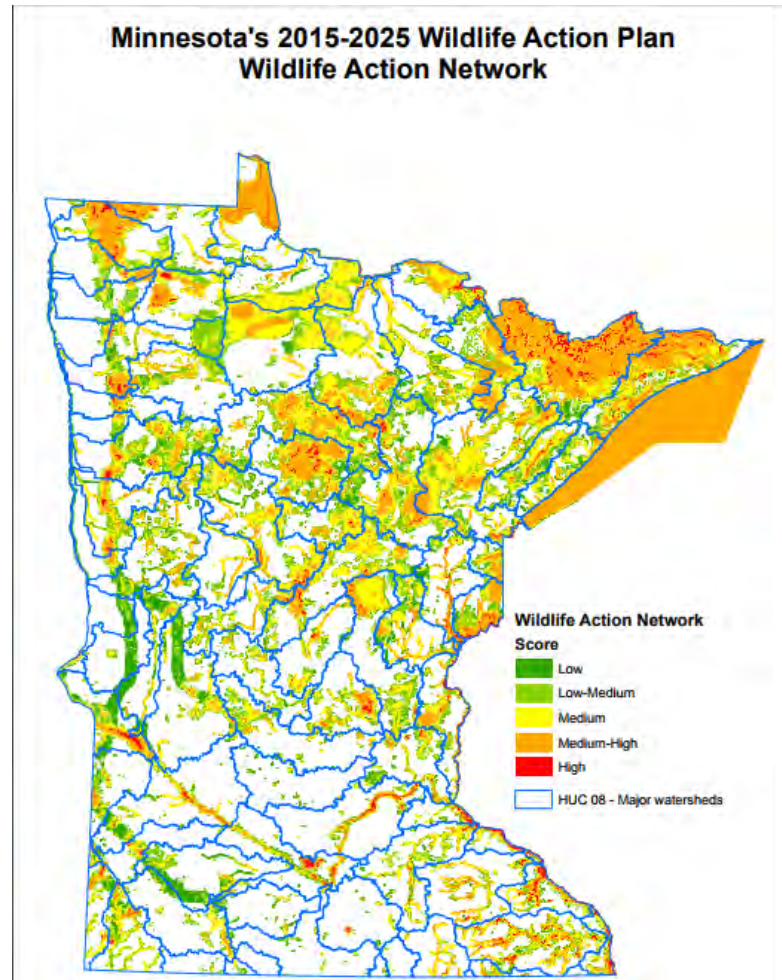 Minnesota's 2015-2025 Wildlife Action Plan
Wildlife Action Network
Wildlife Action Network
Score
Low
Low-Medium
Medium
Medium-High
High
HUC 08 - Major watersheds